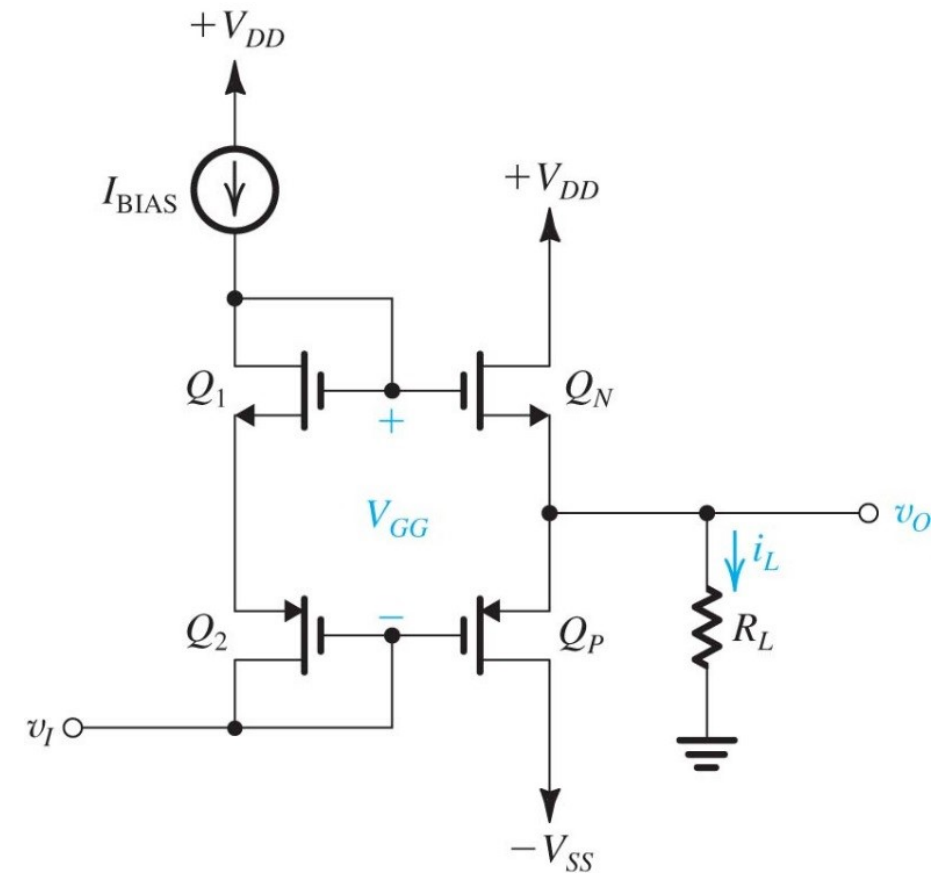 +V_DD
I_BIAS
+V_DD
Q_1
Q_N
+
V_GG
v_O
i_L
−
Q_2
Q_P
R_L
v_I
−V_SS